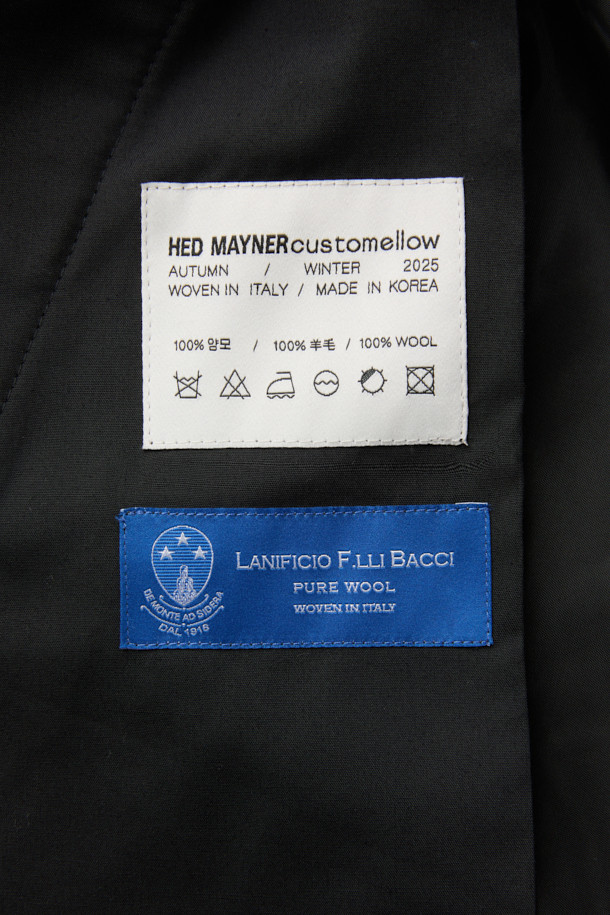 HED MAYNERcustomellow
AUTUMN / WINTER 2025
WOVEN IN ITALY / MADE IN KOREA
100% 양모 / 100% 羊毛 / 100% WOOL
LANIFICIO F.LLI BACCI
PURE WOOL
WOVEN IN ITALY
DE MONTE AD SIDERA
DAL 1918